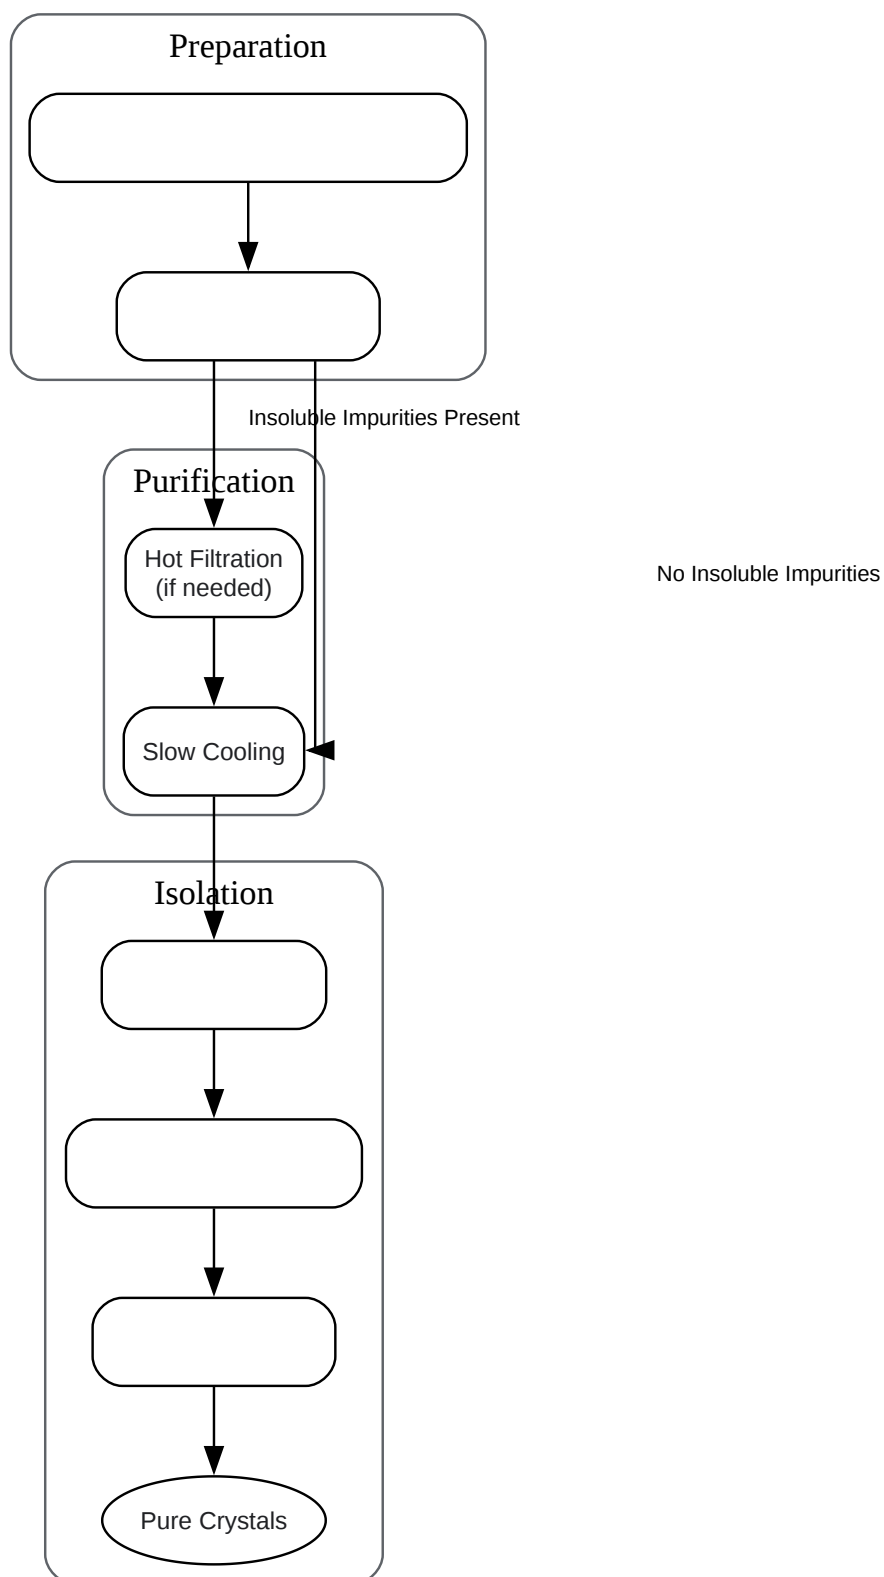 Preparation
Insoluble Impurities Present
Purification
Hot Filtration
(if needed)
No Insoluble Impurities
Slow Cooling
Isolation
Pure Crystals